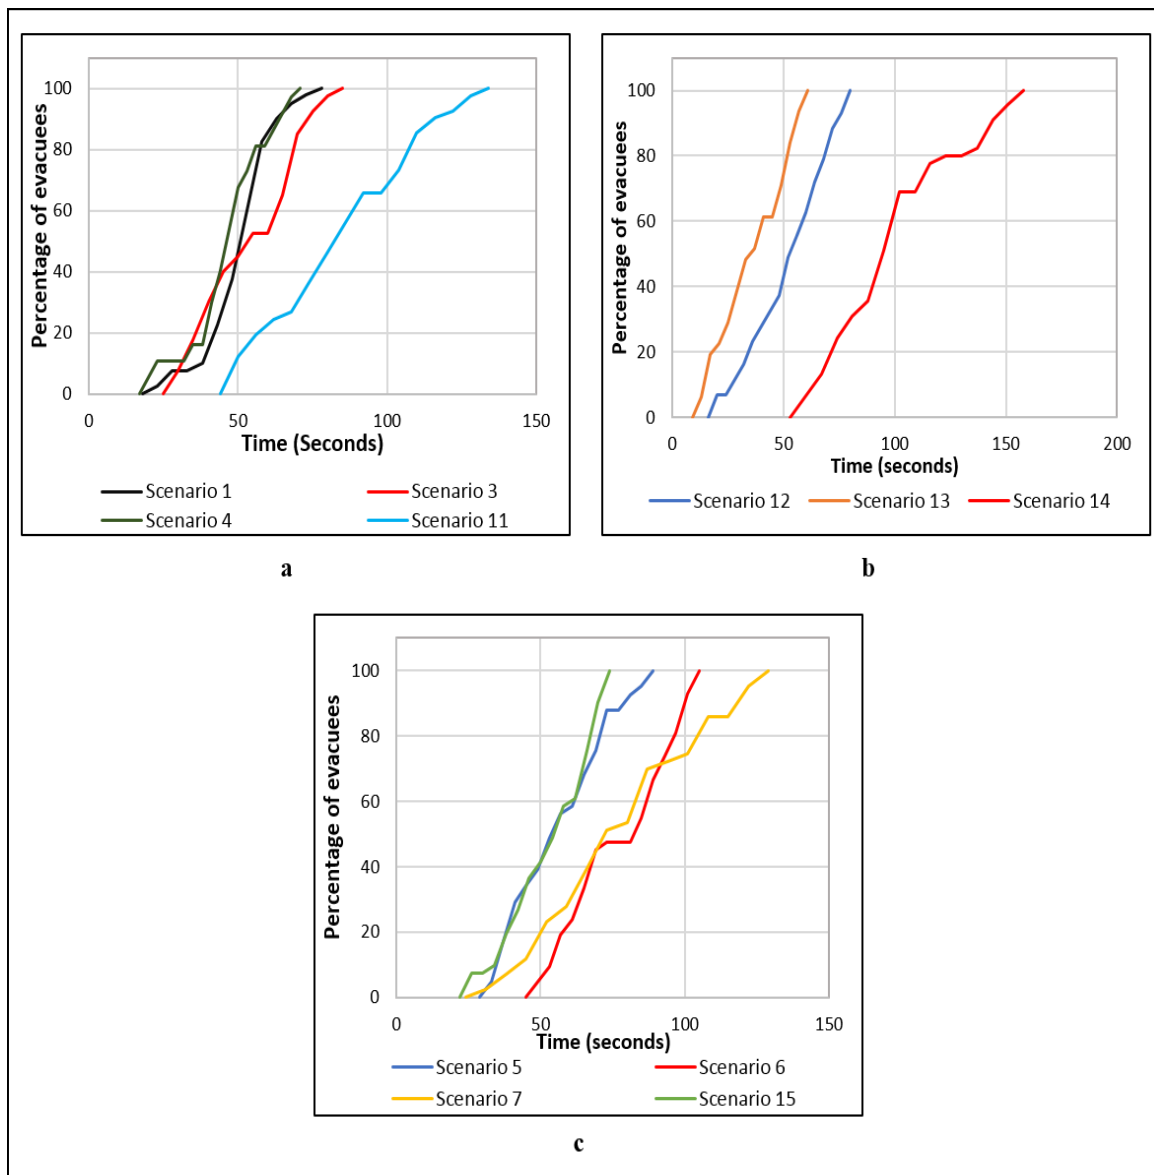 Percentage of evacuees
100
80
60
40
20
0
0 50 100 150
Time (Seconds)
Scenario 1 Scenario 3
Scenario 4 Scenario 11
a
Percentage of evacuees
100
80
60
40
20
0
0 50 100 150 200
Time (seconds)
Scenario 12 Scenario 13 Scenario 14
b
Percentage of evacuees
100
80
60
40
20
0
0 50 100 150
Time (seconds)
Scenario 5 Scenario 6
Scenario 7 Scenario 15
c